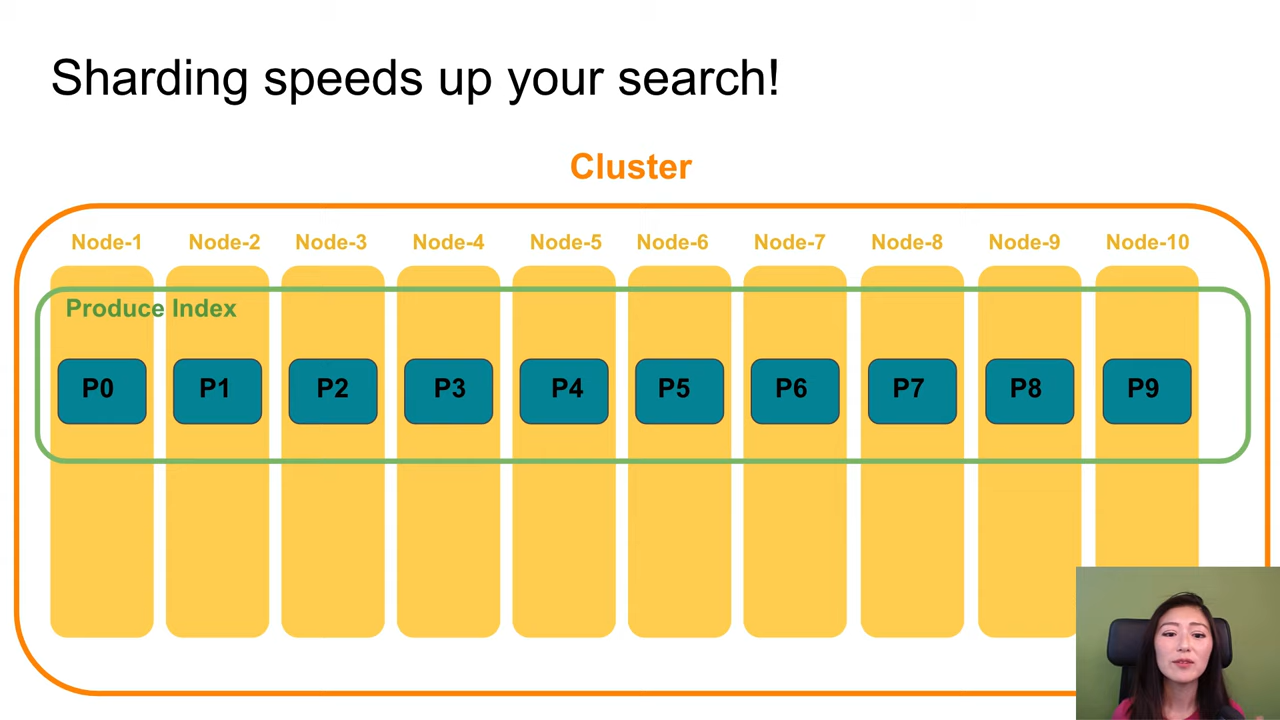 Sharding speeds up your search!
Cluster
Node-1 Node-2 Node-3 Node-4 Node-5 Node-6 Node-7 Node-8 Node-9 Node-10
Produce Index
P0 P1 P2 P3 P4 P5 P6 P7 P8 P9